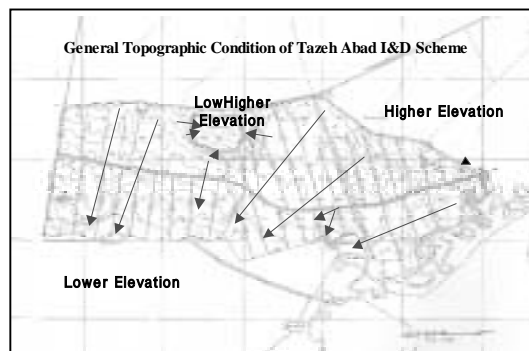 General Topographic Condition of Tazeh Abad I&D Scheme
LowHigher
Elevation
Higher Elevation
Lower Elevation